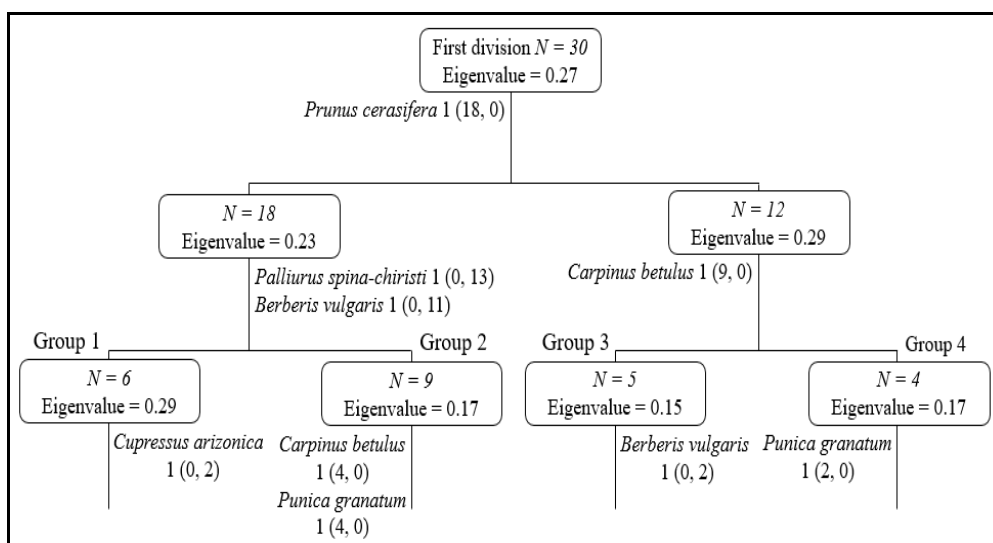 First division N = 30
Eigenvalue = 0.27
Prunus cerasifera 1 (18, 0)
N = 18
Eigenvalue = 0.23
N = 12
Eigenvalue = 0.29
Palliurus spina-chiristi 1 (0, 13)
Berberis vulgaris 1 (0, 11)
Carpinus betulus 1 (9, 0)
Group 1
Group 2
Group 3
Group 4
N = 6
Eigenvalue = 0.29
N = 9
Eigenvalue = 0.17
N = 5
Eigenvalue = 0.15
N = 4
Eigenvalue = 0.17
Cupressus arizonica
1 (0, 2)
Carpinus betulus
1 (4, 0)
Punica granatum
1 (4, 0)
Berberis vulgaris
1 (0, 2)
Punica granatum
1 (2, 0)